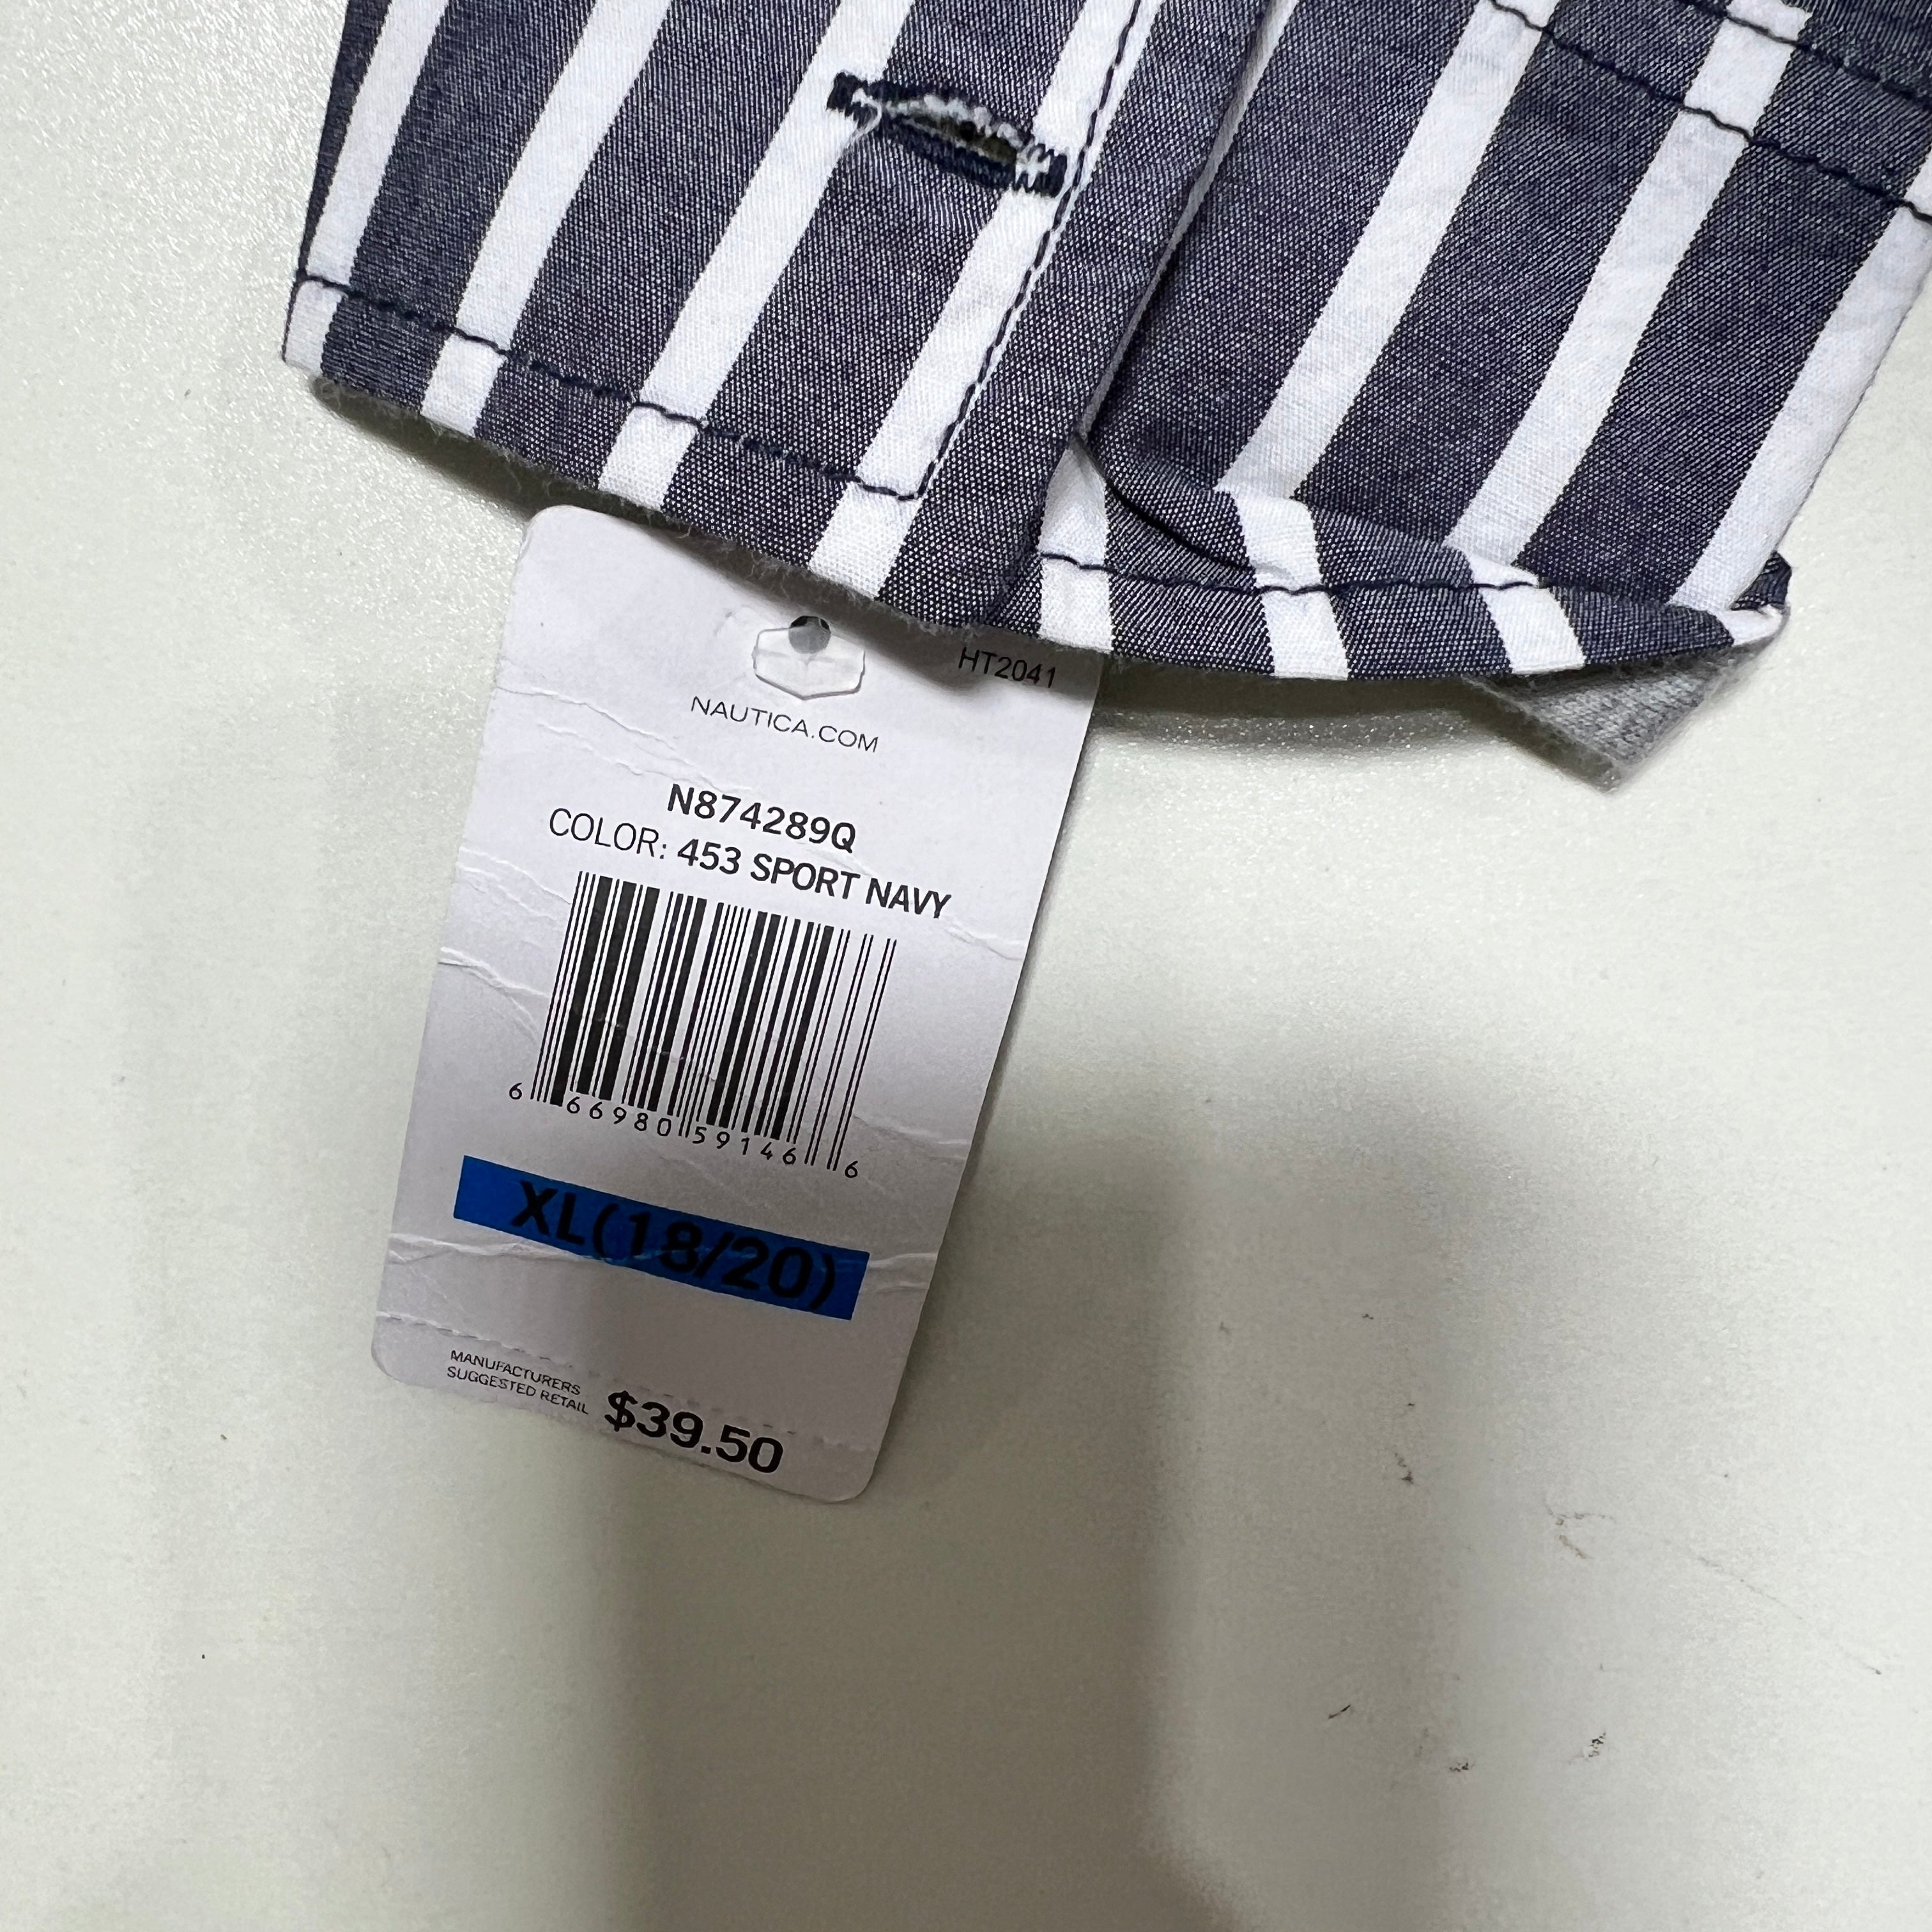 HT2041
NAUTICA.COM
N874289Q
COLOR: 453 SPORT NAVY
6 66980 59146 6
XL(18/20)
MANUFACTURERS
SUGGESTED RETAIL
$39.50